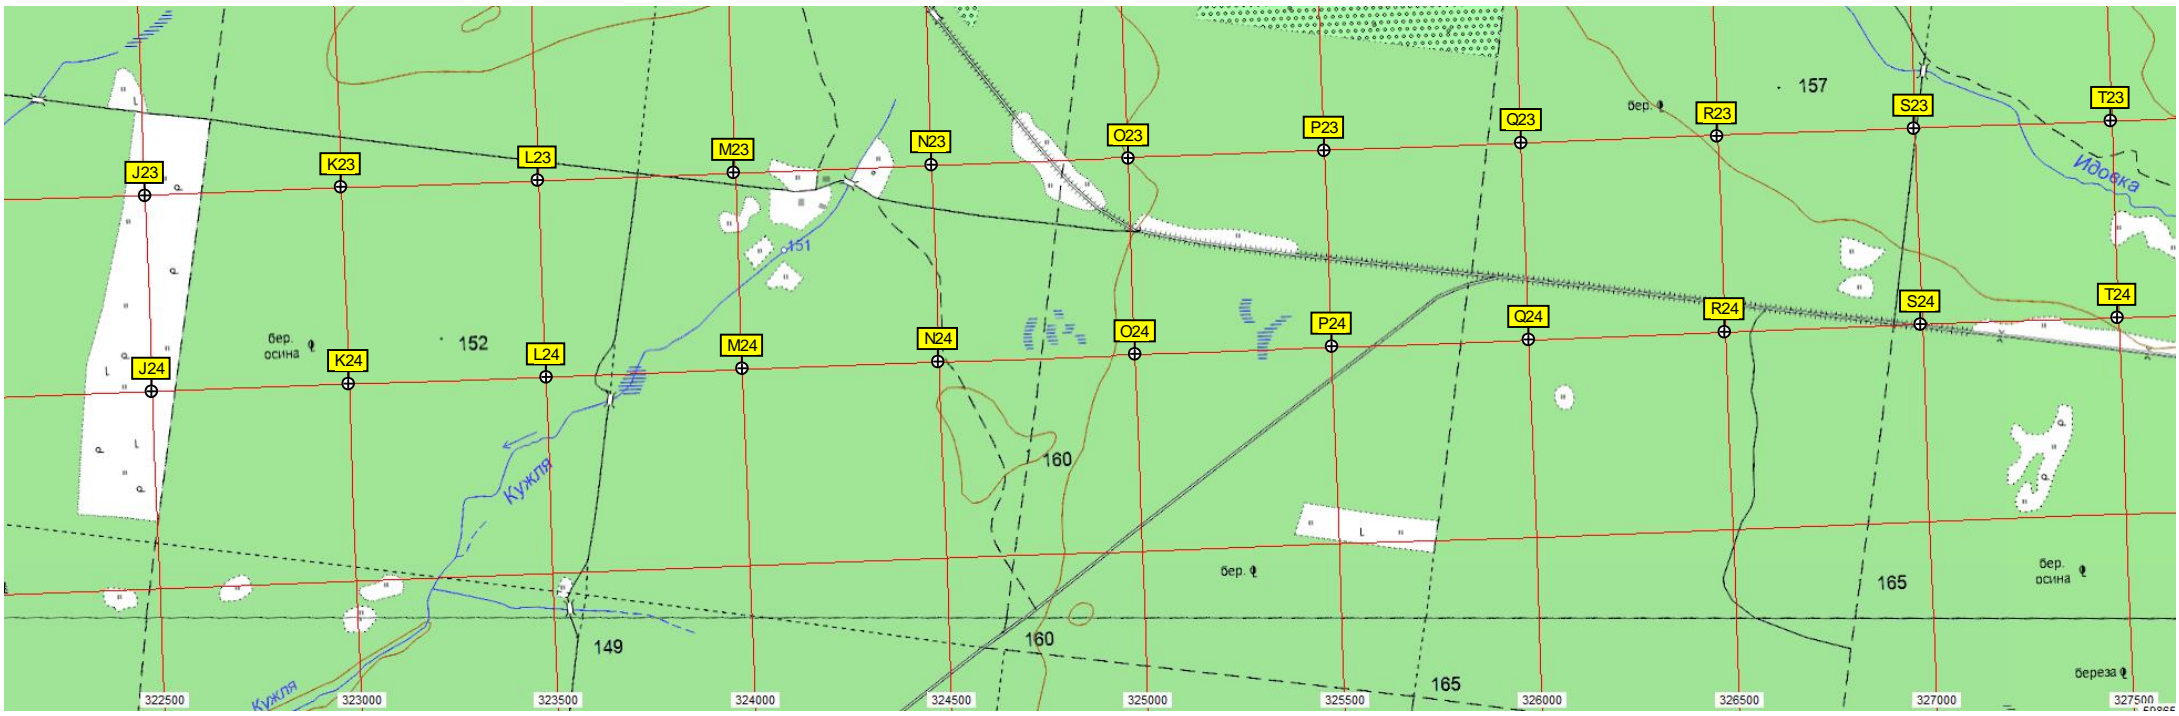 157
бер.
T23
S23
R23
Q23
P23
O23
N23
M23
L23
K23
J23
Идовка
151
T24
S24
R24
Q24
P24
O24
N24
M24
L24
K24
J24
бер.
осина
152
160
Кужля
бер.
165
бер.
осина
160
149
165
береза
Кужля
322500
323000
323500
324000
324500
325000
325500
326000
326500
327000
327500